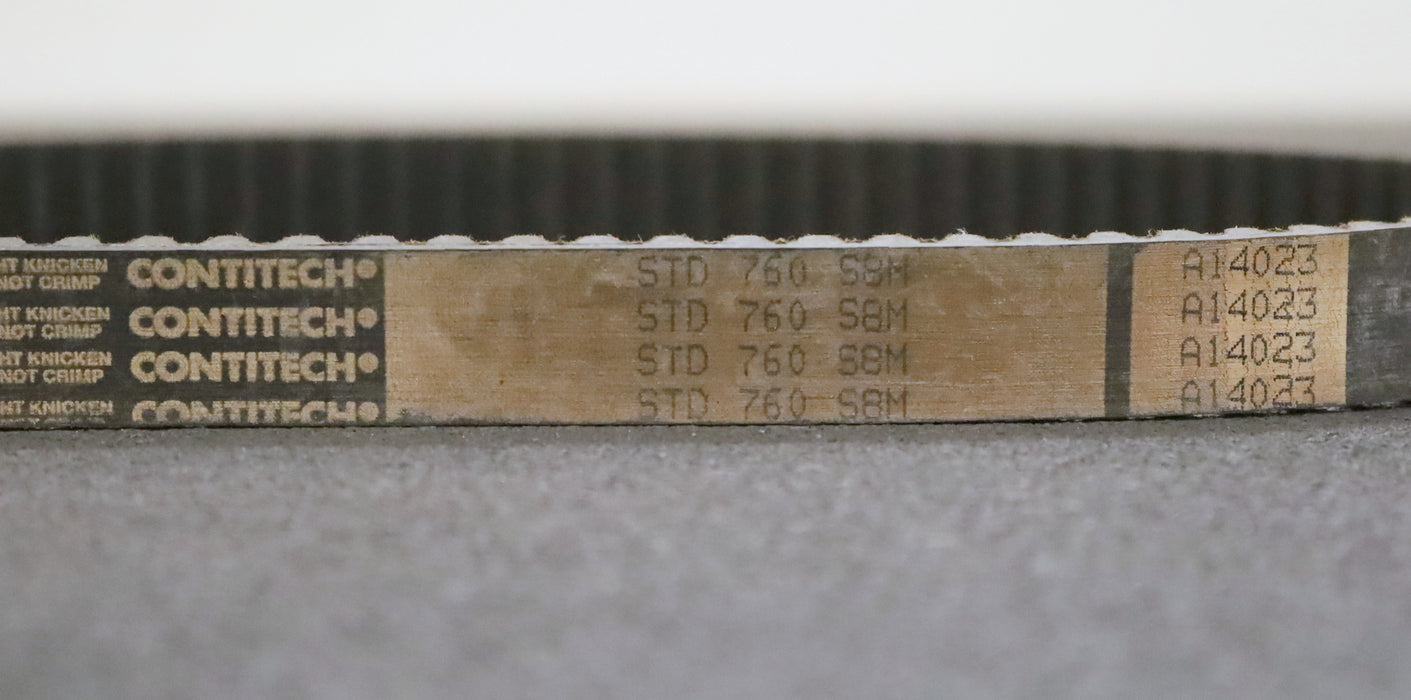 HT KNICKEN
NOT CRIMP
CONTITECH
STD 760 S8M
A14023
HT KNICKEN
NOT CRIMP
CONTITECH
STD 760 S8M
A14023
HT KNICKEN
NOT CRIMP
CONTITECH
STD 760 S8M
A14023
HT KNICKEN
CONTITECH
STD 760 S8M
A14023